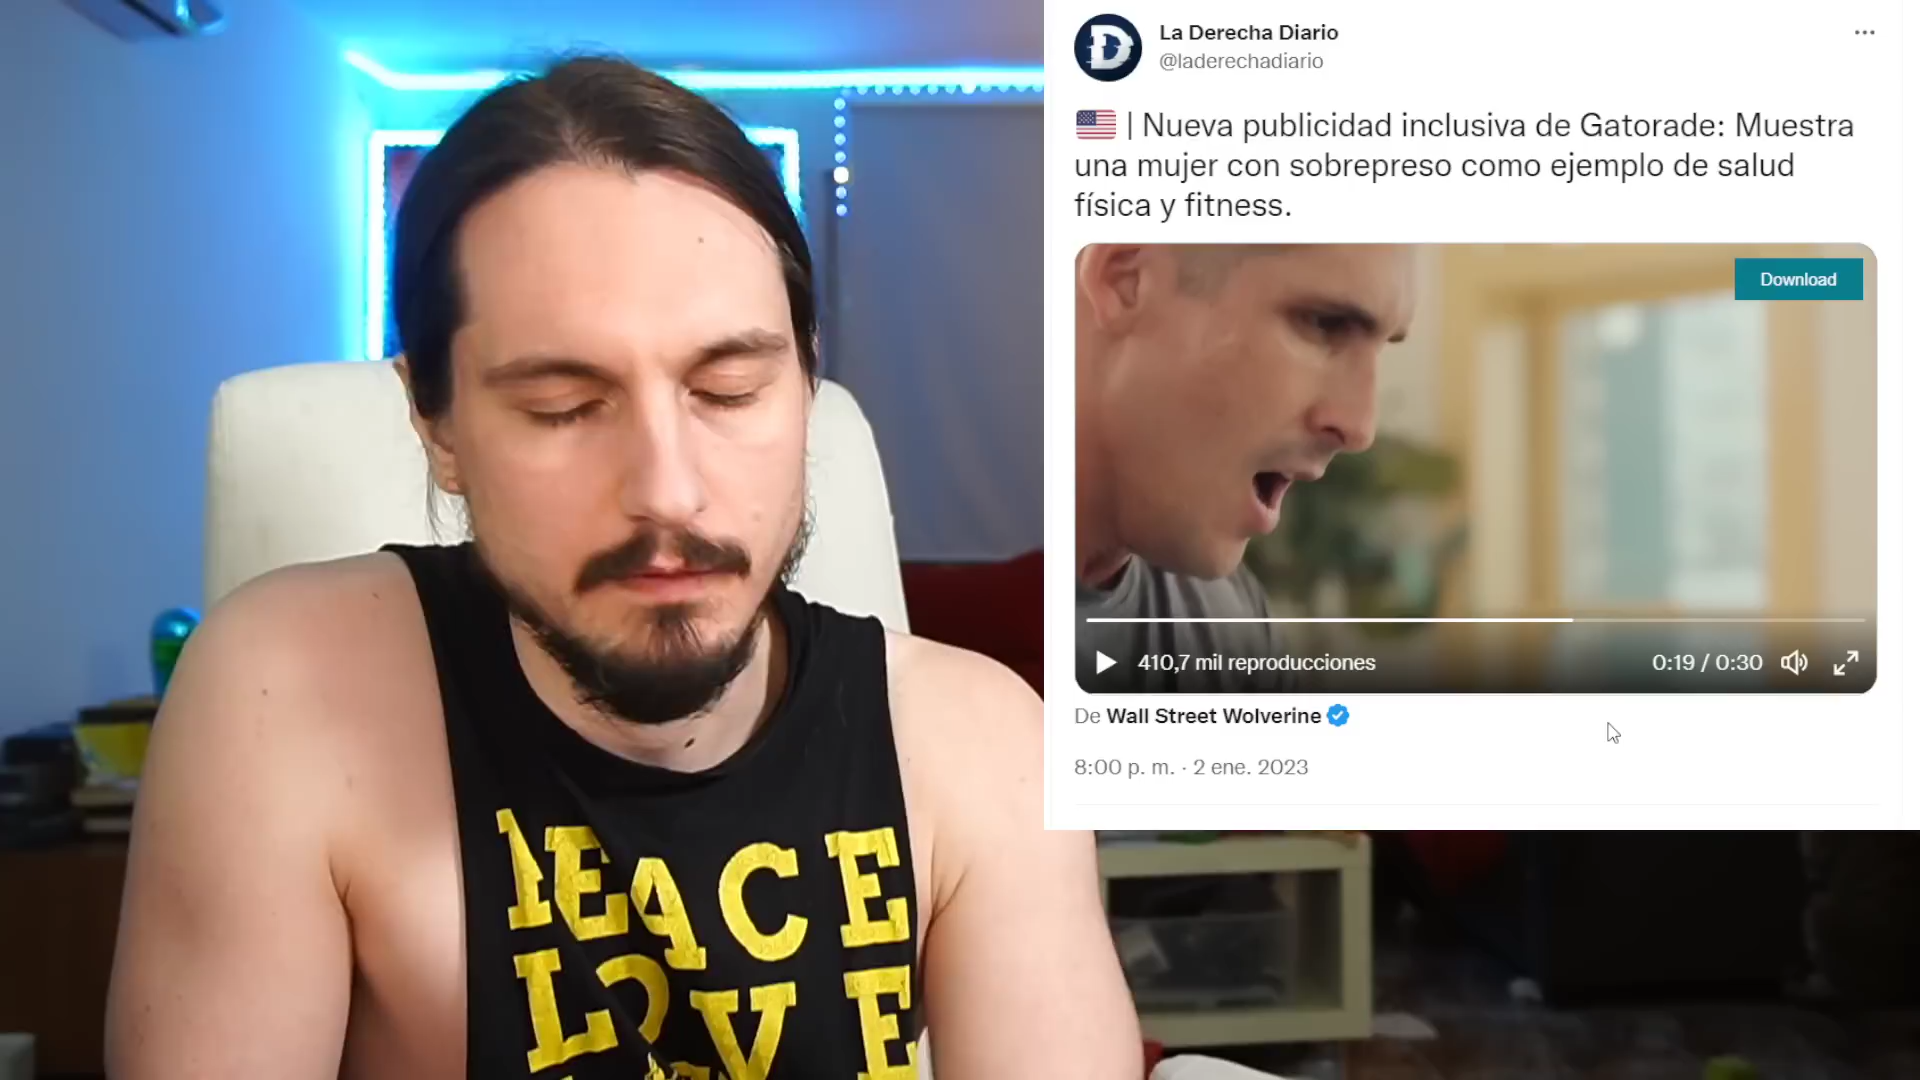 La Derecha Diario
@laderechadiario
| Nueva publicidad inclusiva de Gatorade: Muestra
una mujer con sobrepreso como ejemplo de salud
física y fitness.
Download
410,7 mil reproducciones
0:19 / 0:30
De Wall Street Wolverine
8:00 p. m. · 2 ene. 2023
PEACE
LOVE